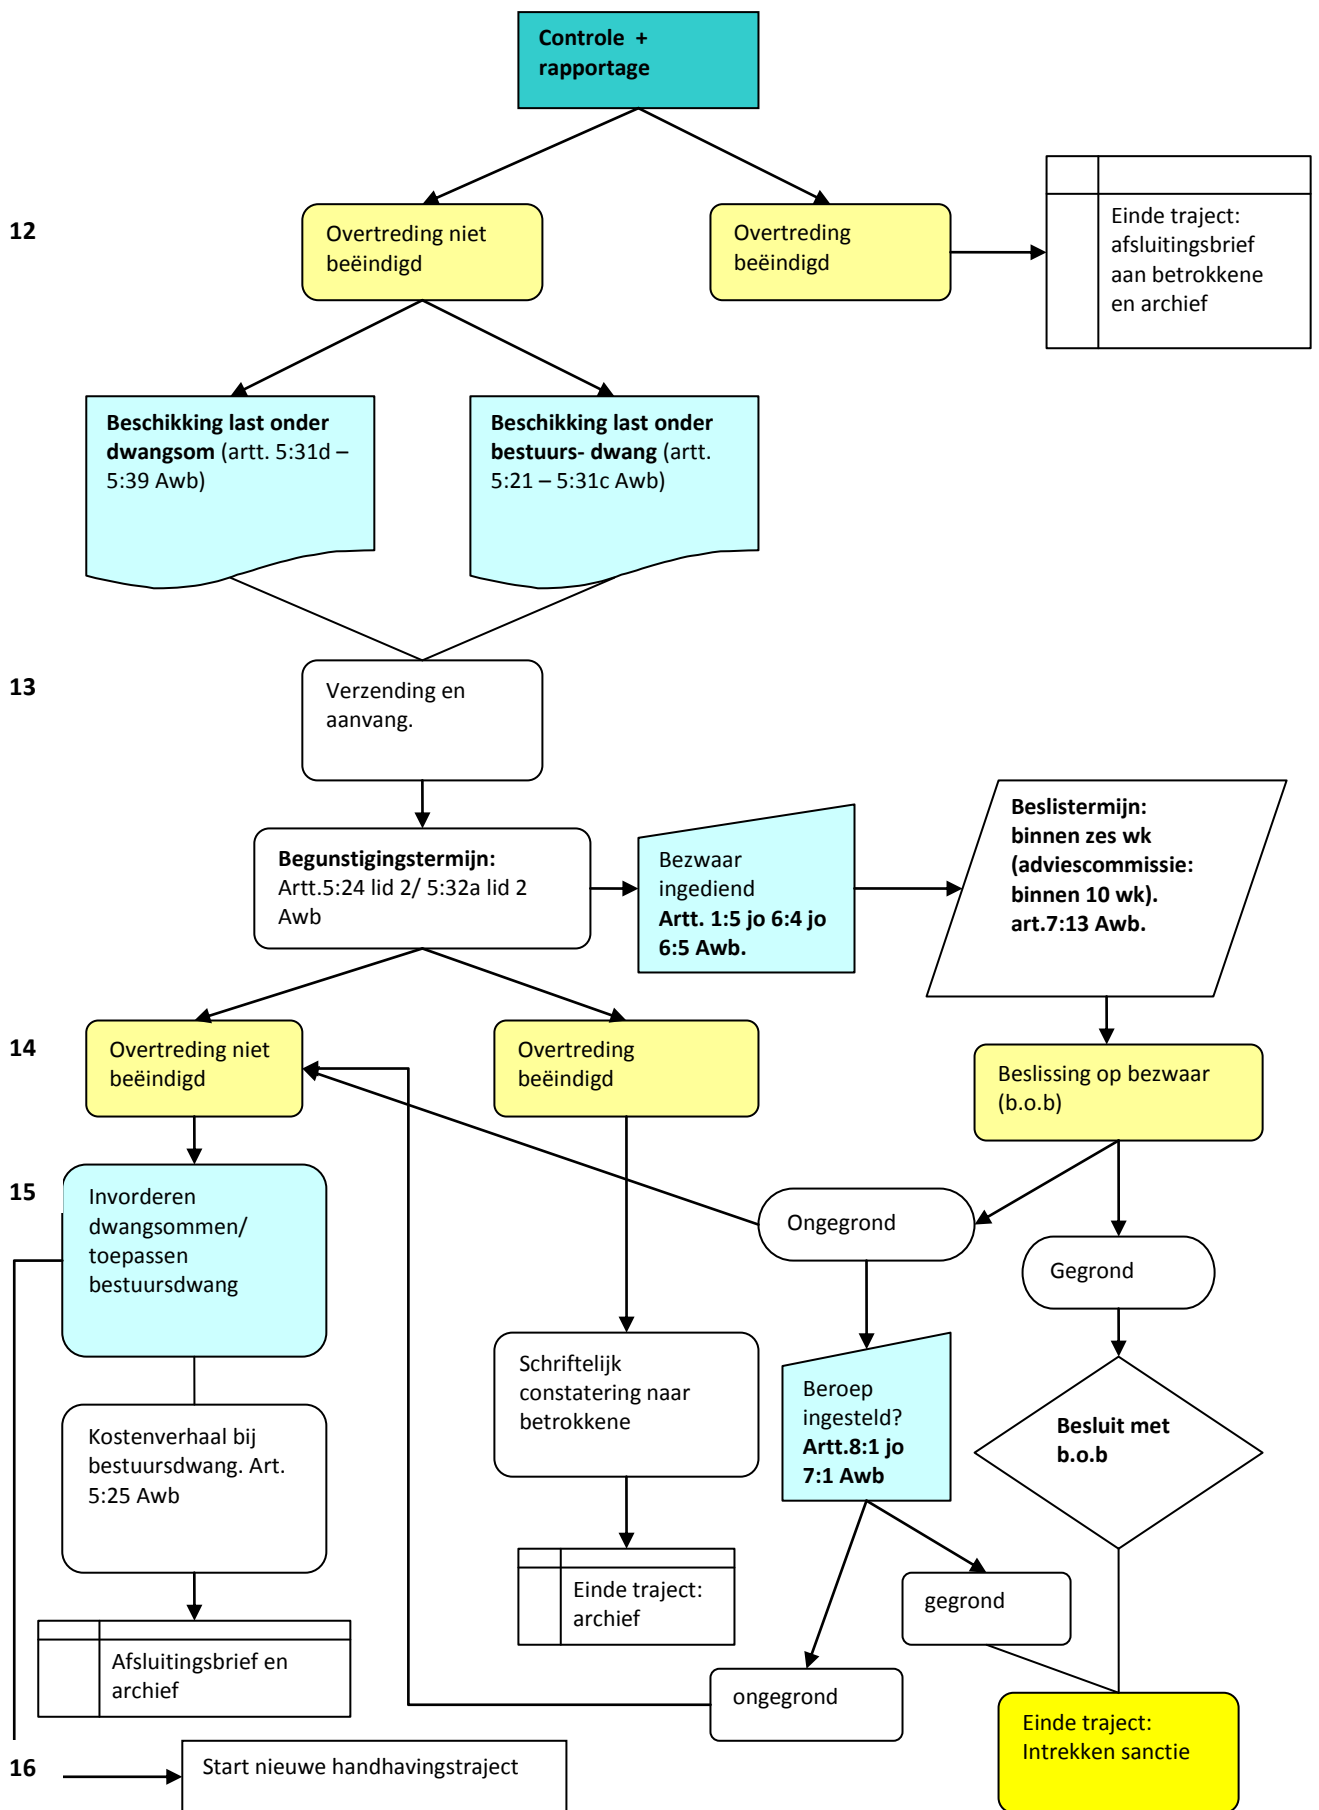 Controle +
rapportage
12
Overtreding niet
beëindigd
Overtreding
beëindigd
Einde traject:
afsluitingsbrief
aan betrokkene
en archief
Beschikking last onder
dwangsom (artt. 5:31d –
5:39 Awb)
Beschikking last onder
bestuurs- dwang (artt.
5:21 – 5:31c Awb)
13
Verzending en
aanvang.
Begunstigingstermijn:
Artt.5:24 lid 2/ 5:32a lid 2
Awb
Bezwaar
ingediend
Artt. 1:5 jo 6:4 jo
6:5 Awb.
Beslistermijn:
binnen zes wk
(adviescommissie:
binnen 10 wk).
art.7:13 Awb.
14
Overtreding niet
beëindigd
Overtreding
beëindigd
Beslissing op bezwaar
(b.o.b)
15
Invorderen
dwangsommen/
toepassen
bestuursdwang
Ongegrond
Gegrond
Schriftelijk
constatering naar
betrokkene
Beroep
ingesteld?
Artt.8:1 jo
7:1 Awb
Besluit met
b.o.b
Kostenverhaal bij
bestuursdwang. Art.
5:25 Awb
Einde traject:
archief
gegrond
Afsluitingsbrief en
archief
ongegrond
Einde traject:
Intrekken sanctie
16
Start nieuwe handhavingstraject